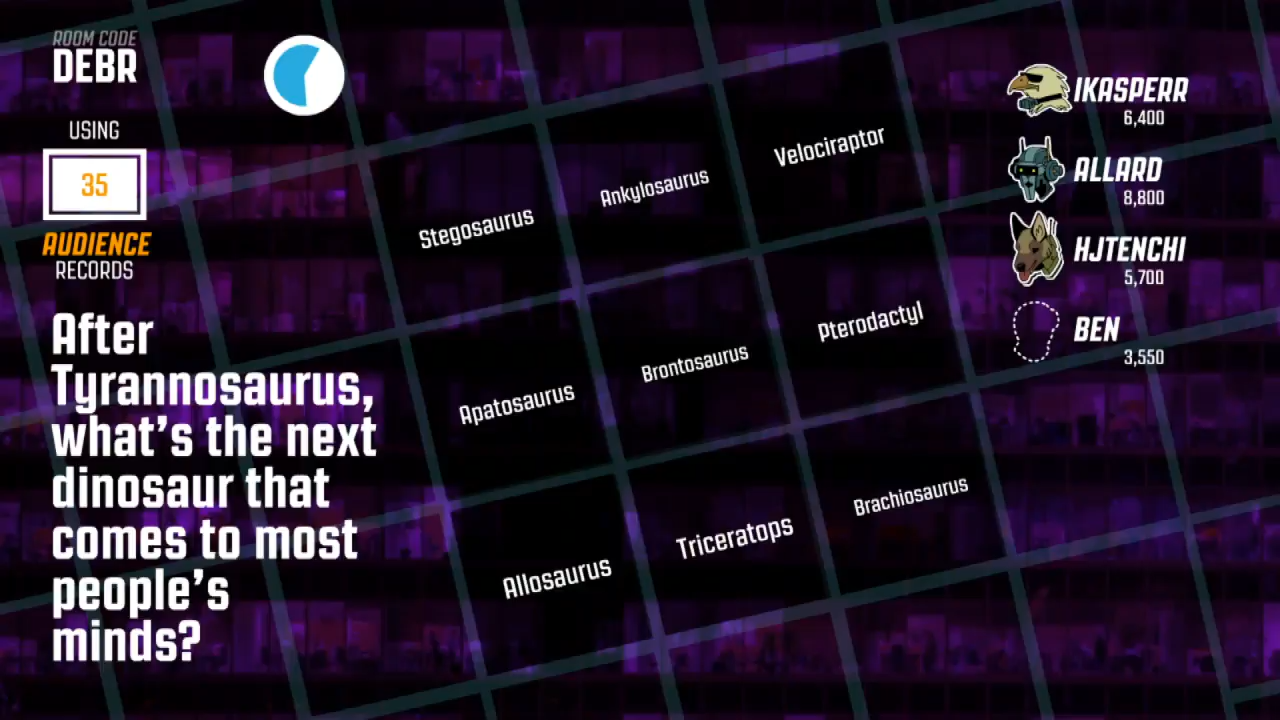 ROOM CODE
DEBR
USING
35
AUDIENCE
RECORDS
After
Tyrannosaurus,
what's the next
dinosaur that
comes to most
people's
minds?
Stegosaurus
Ankylosaurus
Velociraptor
Apatosaurus
Brontosaurus
Pterodactyl
Allosaurus
Triceratops
Brachiosaurus
IKASPERR
6,400
ALLARD
8,800
HJTENCHI
5,700
BEN
3,550